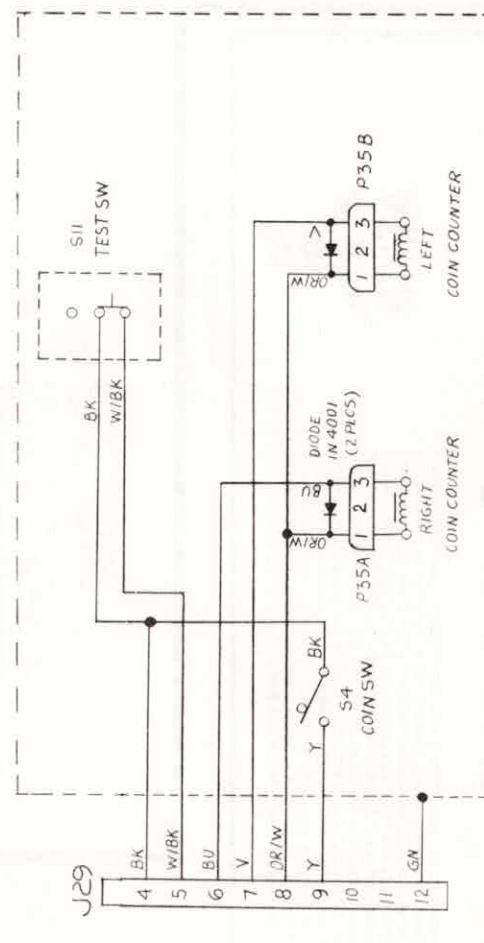 J29
4 BK
5 W/BK
6 BU
7 V
8 OR/W
9 Y
10
11
12 GN
BK
W/BK
S11
TEST SW
Y
BK
S4
COIN SW
OR/W
BU
DIODE
IN4001
(2 PLCS)
P35A
1 2 3
RIGHT
COIN COUNTER
OR/W
V
P35B
1 2 3
LEFT
COIN COUNTER